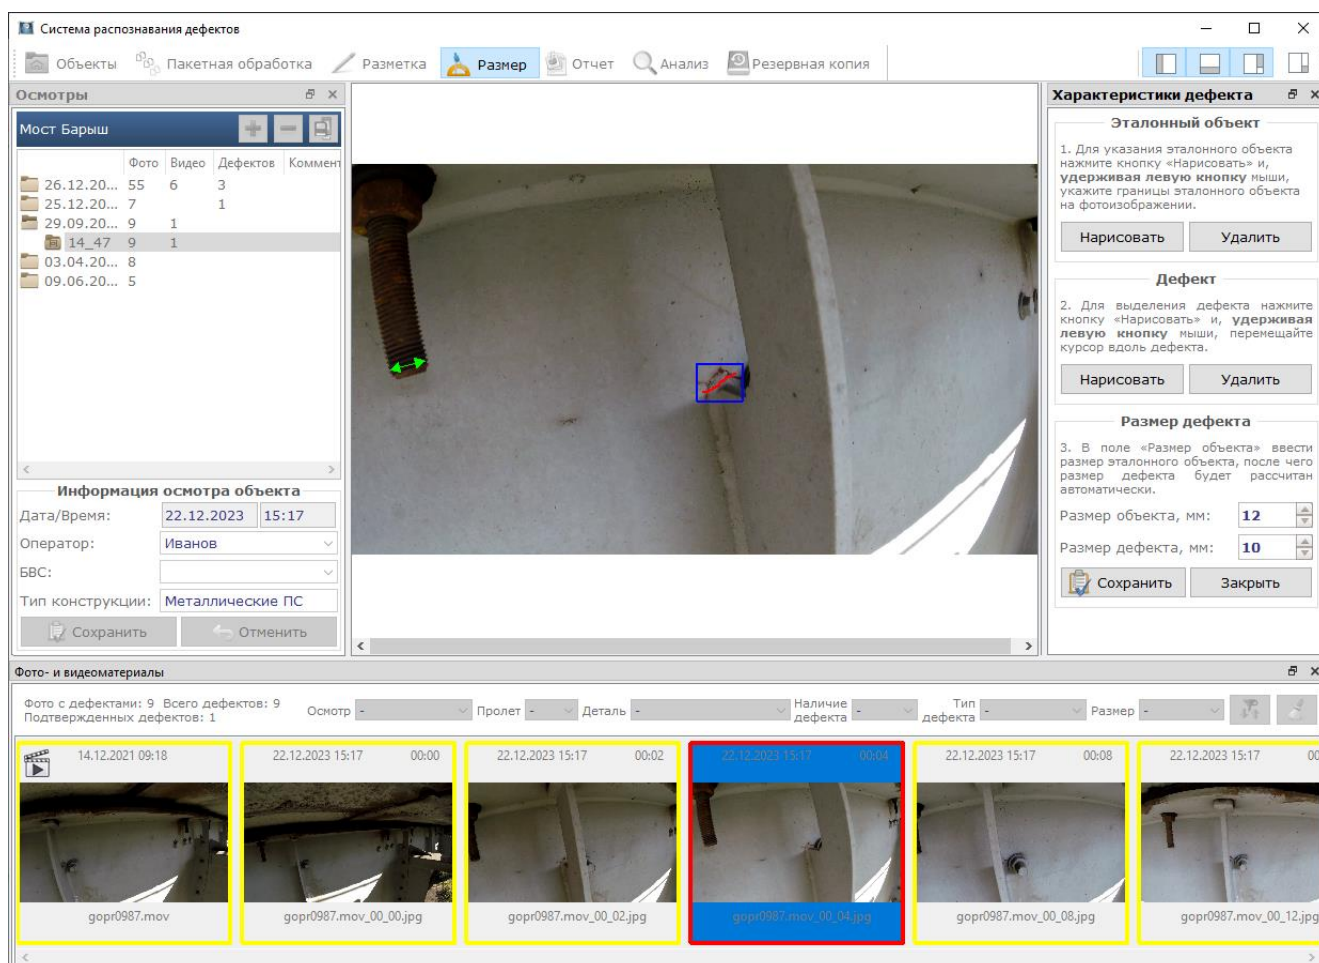 Система распознавания дефектов
Объекты Пакетная обработка Разметка Размер Отчет Анализ Резервная копия
Осмотры
Мост Барыш
Фото Видео Дефектов Коммент
26.12.20... 55 6 3
25.12.20... 7 1
29.09.20... 9 1
14_47 9 1
03.04.20... 8
09.06.20... 5
Информация осмотра объекта
Дата/Время: 22.12.2023 15:17
Оператор: Иванов
БВС:
Тип конструкции: Металлические ПС
Сохранить Отменить
Характеристики дефекта
Эталонный объект
1. Для указания эталонного объекта
нажмите кнопку «Нарисовать» и,
удерживая левую кнопку мыши,
укажите границы эталонного объекта
на фотоизображении.
Нарисовать Удалить
Дефект
2. Для выделения дефекта нажмите
кнопку «Нарисовать» и, удерживая
левую кнопку мыши, перемещайте
курсор вдоль дефекта.
Нарисовать Удалить
Размер дефекта
3. В поле «Размер объекта» ввести
размер эталонного объекта, после чего
размер дефекта будет рассчитан
автоматически.
Размер объекта, мм: 12
Размер дефекта, мм: 10
Сохранить Закрыть
Фото- и видеоматериалы
Фото с дефектами: 9 Всего дефектов: 9
Подтвержденных дефектов: 1
Осмотр - Пролет - Деталь - Наличие дефекта - Тип дефекта - Размер -
14.12.2021 09:18
22.12.2023 15:17 00:00
22.12.2023 15:17 00:02
22.12.2023 15:17 00:04
22.12.2023 15:17 00:08
22.12.2023 15:17 00
gopr0987.mov
gopr0987.mov_00_00.jpg
gopr0987.mov_00_02.jpg
gopr0987.mov_00_04.jpg
gopr0987.mov_00_08.jpg
gopr0987.mov_00_12.jpg